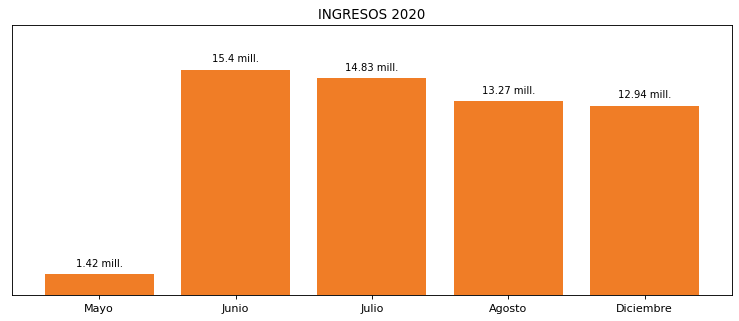 INGRESOS 2020
15.4 mill.
14.83 mill.
13.27 mill.
12.94 mill.
1.42 mill.
Mayo
Junio
Julio
Agosto
Diciembre